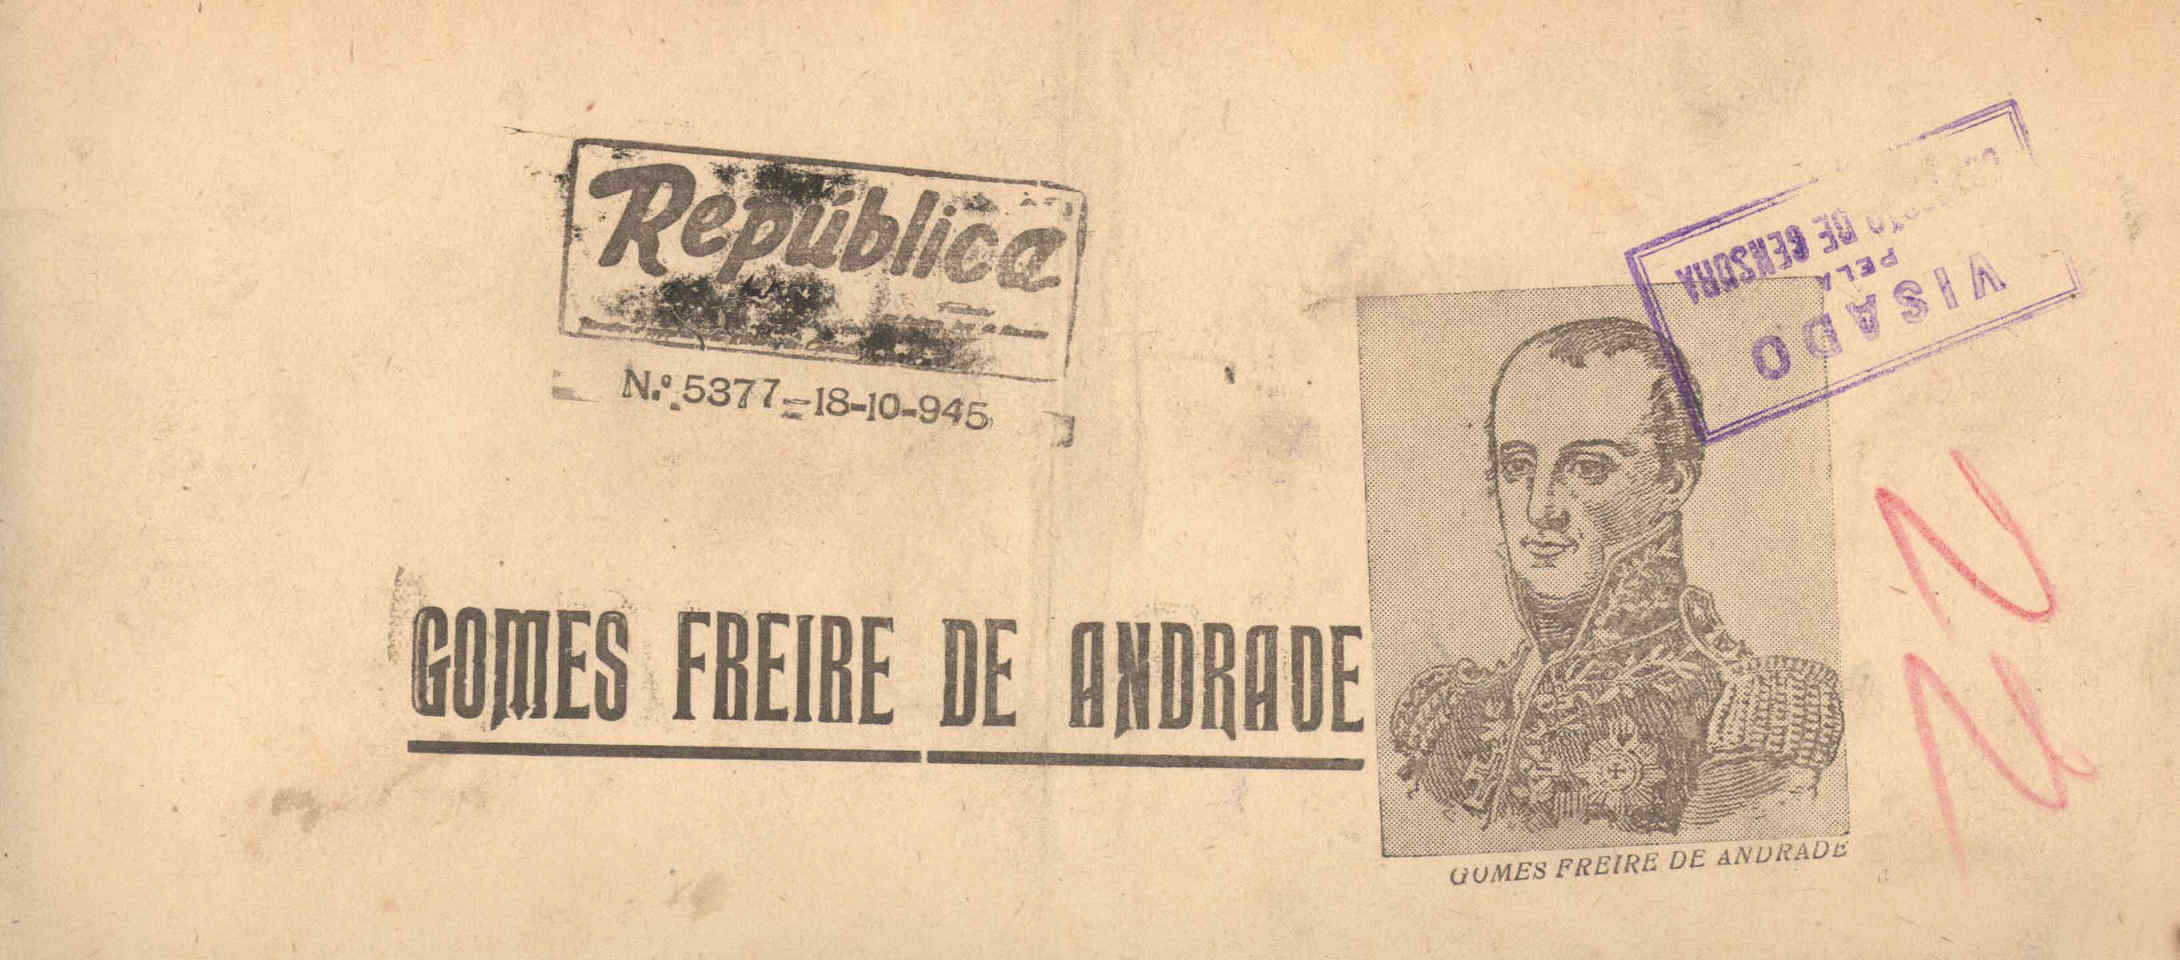 República
N.º 5377-18-10-945
VISADO
PELA
DE CENSURA
GOMES FREIRE DE ANDRADE
GOMES FREIRE DE ANDRADE